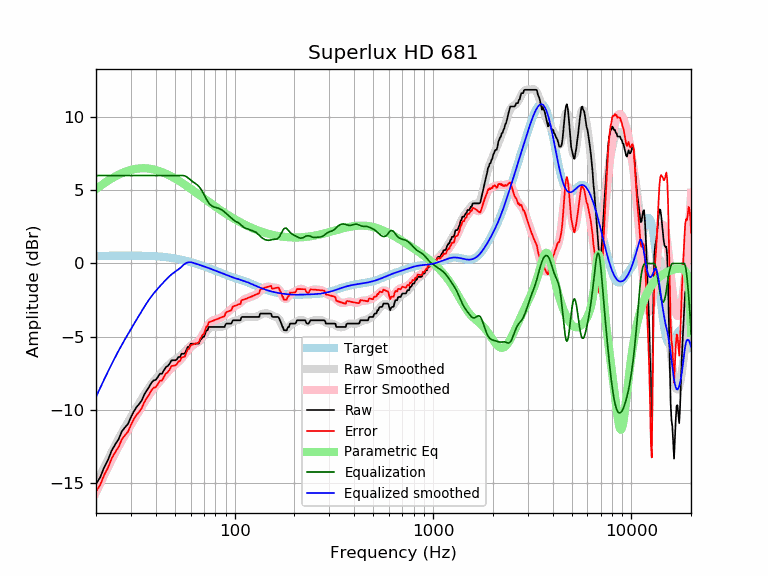 Superlux HD 681
Amplitude (dBr)
10
5
0
−5
−10
−15
Target
Raw Smoothed
Error Smoothed
Raw
Error
Parametric Eq
Equalization
Equalized smoothed
100 1000 10000
Frequency (Hz)